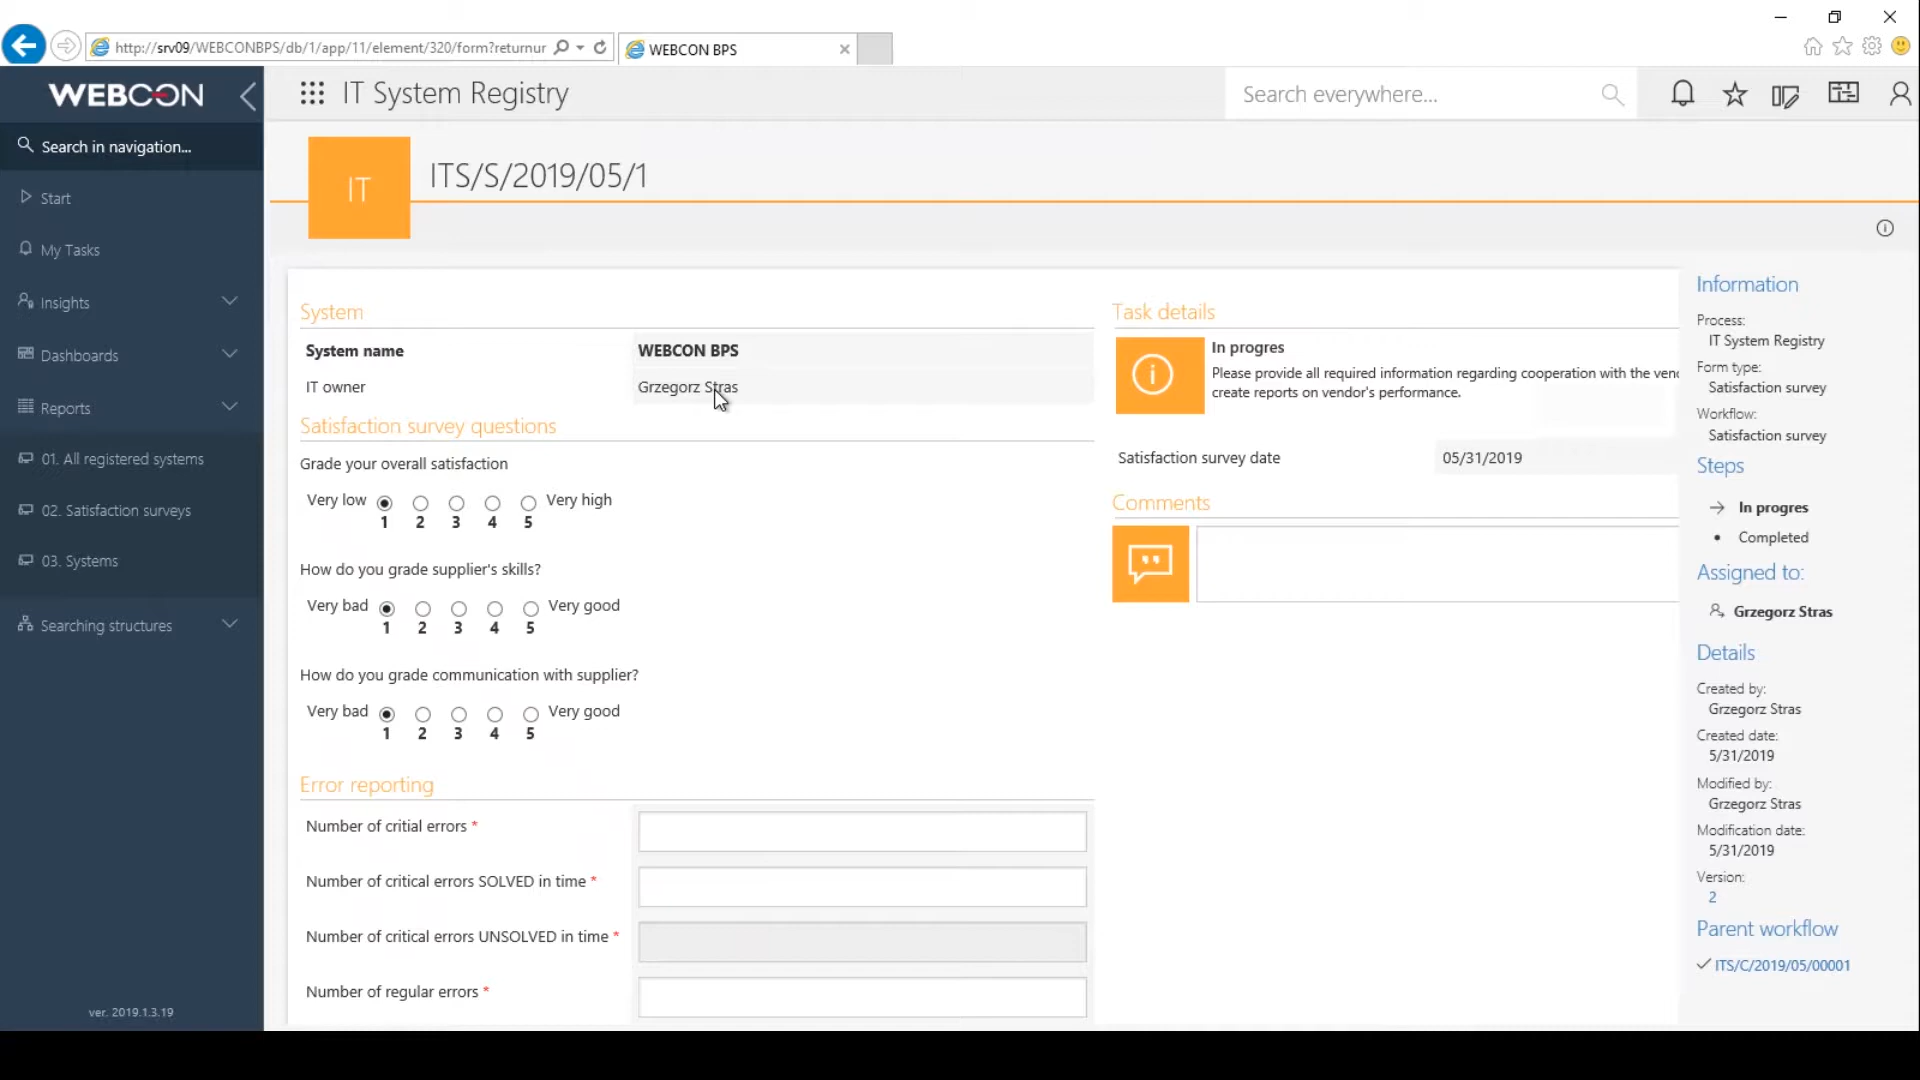 http://srv09/WEBCONBPS/db/1/app/11/element/320/form?returnur
WEBCON BPS
WEBCON
IT System Registry
Search everywhere...
Search in navigation...
IT
ITS/S/2019/05/1
Start
My Tasks
Insights
Dashboards
Reports
01. All registered systems
02. Satisfaction surveys
03. Systems
Searching structures
ver. 2019.1.3.19
System
System name
WEBCON BPS
IT owner
Grzegorz Stras
Satisfaction survey questions
Grade your overall satisfaction
Very low
Very high
1 2 3 4 5
How do you grade supplier's skills?
Very bad
Very good
1 2 3 4 5
How do you grade communication with supplier?
Very bad
Very good
1 2 3 4 5
Error reporting
Number of critial errors *
Number of critical errors SOLVED in time *
Number of critical errors UNSOLVED in time *
Number of regular errors *
Task details
In progres
Please provide all required information regarding cooperation with the venc
create reports on vendor's performance.
Satisfaction survey date
05/31/2019
Comments
Information
Process:
IT System Registry
Form type:
Satisfaction survey
Workflow:
Satisfaction survey
Steps
In progres
Completed
Assigned to:
Grzegorz Stras
Details
Created by:
Grzegorz Stras
Created date:
5/31/2019
Modified by:
Grzegorz Stras
Modification date:
5/31/2019
Version:
2
Parent workflow
ITS/C/2019/05/00001